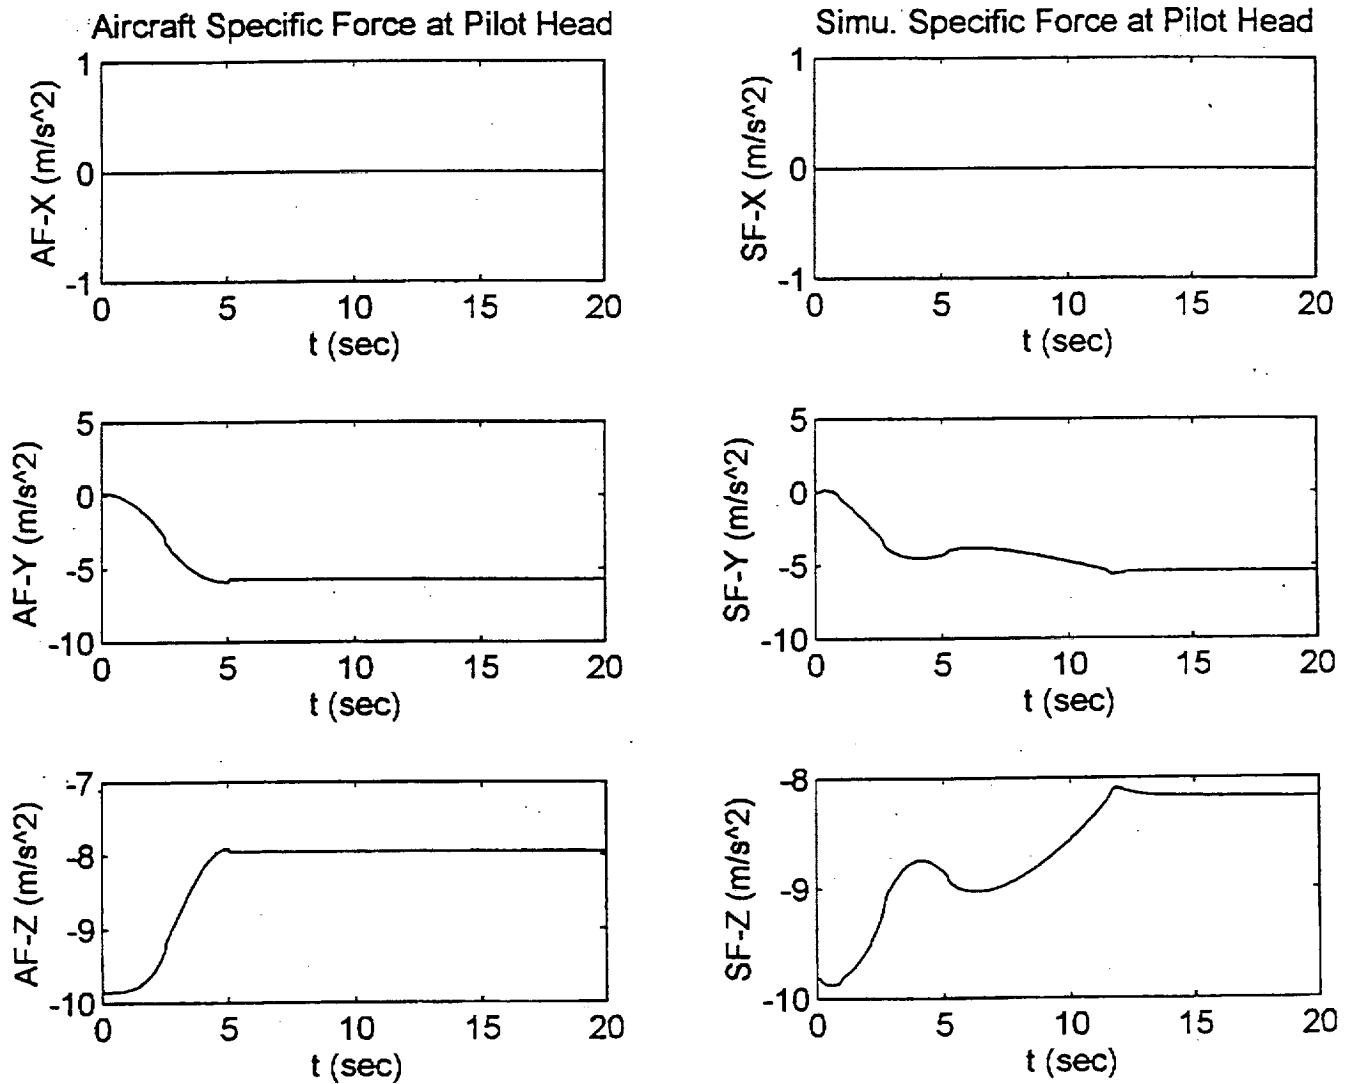 Aircraft Specific Force at Pilot Head
Simu. Specific Force at Pilot Head
AF-X (m/s^2)
1
0
-1
0 5 10 15 20
t (sec)
SF-X (m/s^2)
1
0
-1
0 5 10 15 20
t (sec)
AF-Y (m/s^2)
5
0
-5
-10
0 5 10 15 20
t (sec)
SF-Y (m/s^2)
5
0
-5
-10
0 5 10 15 20
t (sec)
AF-Z (m/s^2)
-7
-8
-9
-10
0 5 10 15 20
t (sec)
SF-Z (m/s^2)
-8
-9
-10
0 5 10 15 20
t (sec)